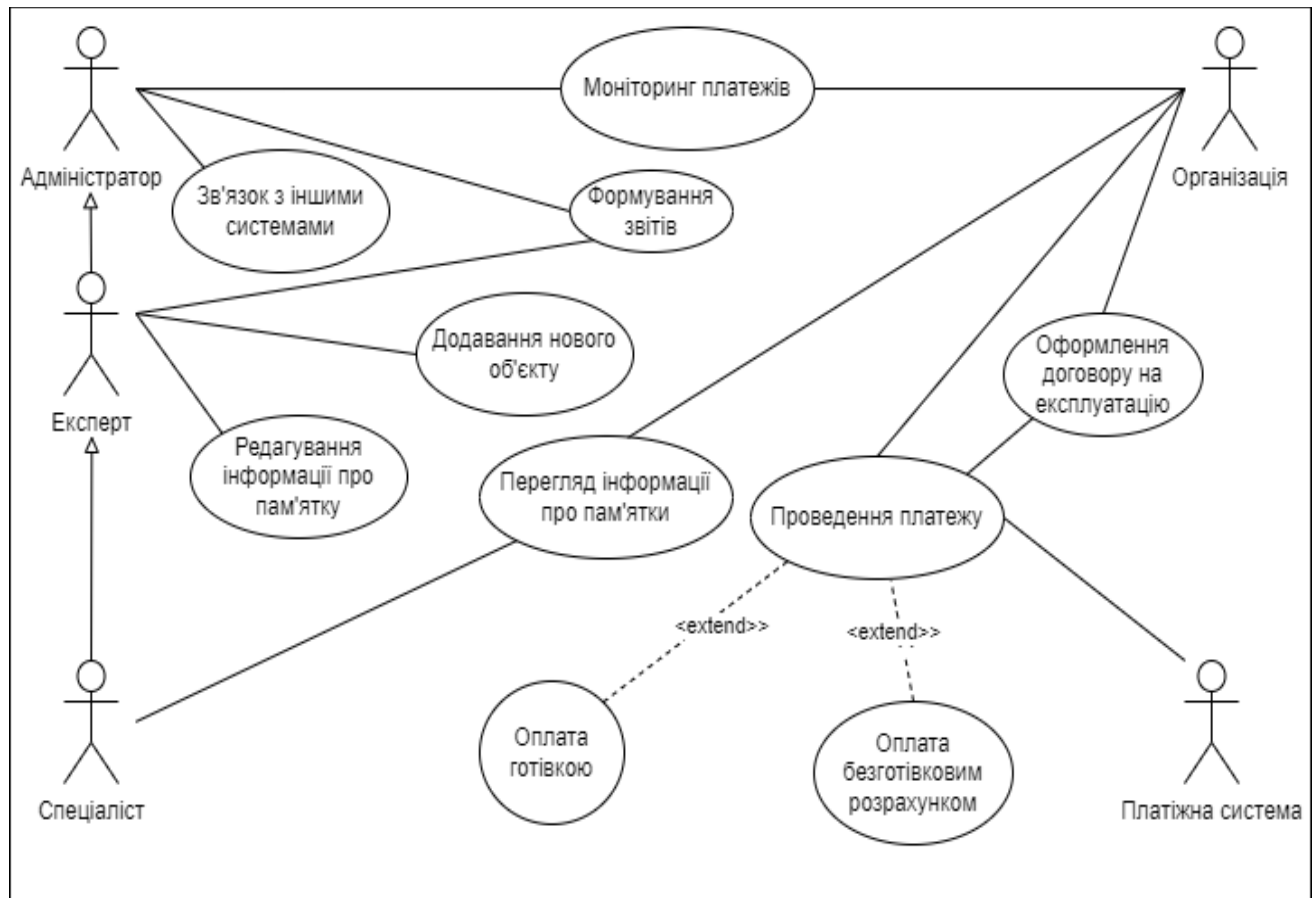 Моніторинг платежів
Адміністратор
Організація
Зв'язок з іншими
системами
Формування
звітів
Додавання нового
об'єкту
Оформлення
договору на
експлуатацію
Експерт
Редагування
інформації про
пам'ятку
Перегляд інформації
про пам'ятки
Проведення платежу
<extend>>
<extend>>
Оплата
готівкою
Оплата
безготівковим
розрахунком
Спеціаліст
Платіжна система